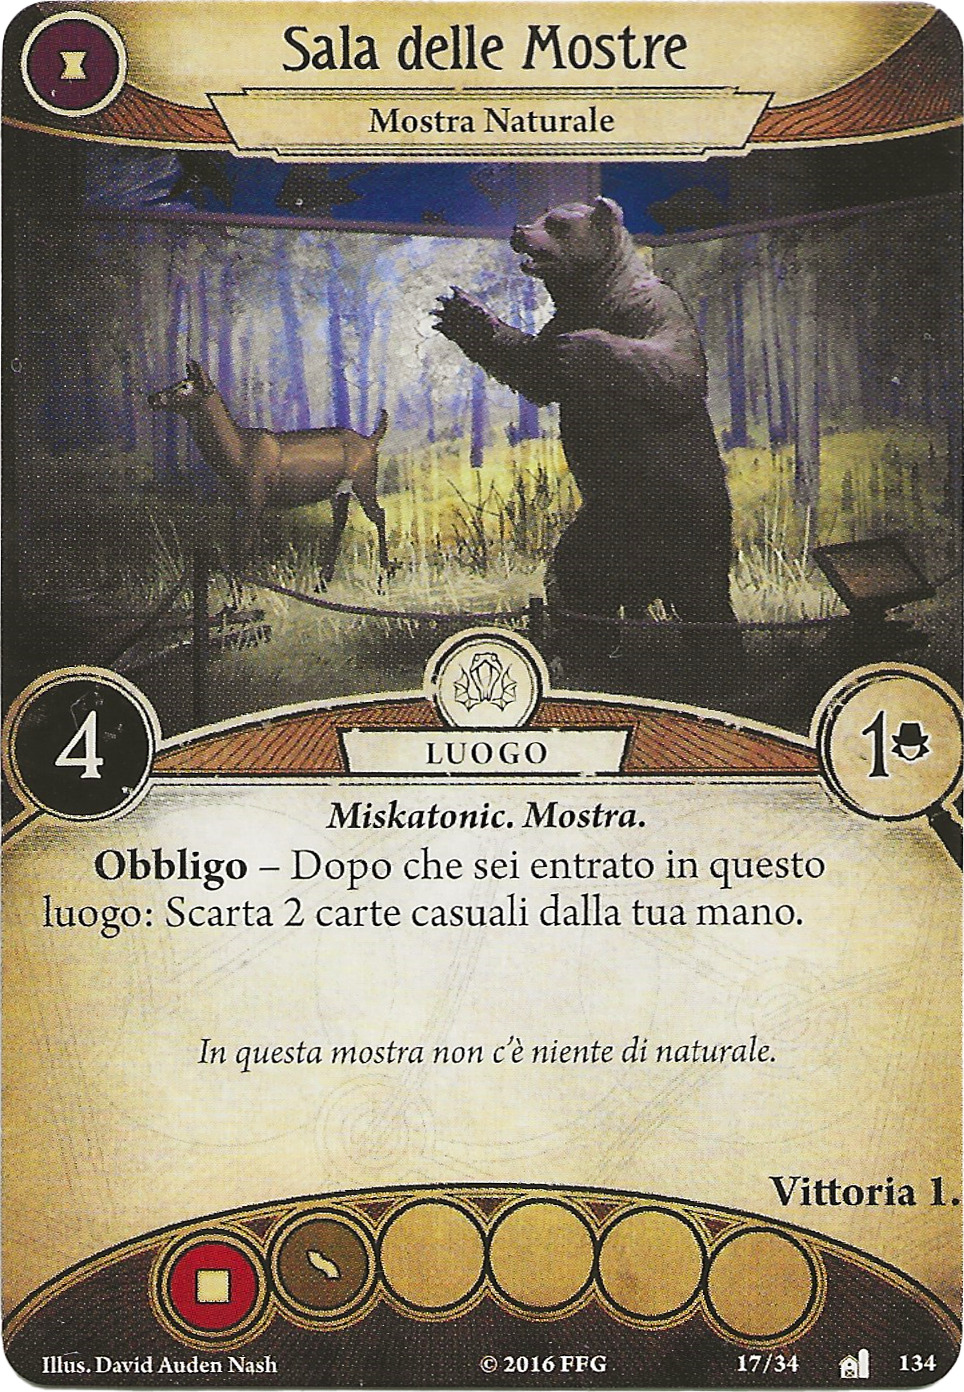 Sala delle Mostre
Mostra Naturale
4
LUOGO
1
Miskatonic. Mostra.
Obbligo – Dopo che sei entrato in questo
luogo: Scarta 2 carte casuali dalla tua mano.
In questa mostra non c'è niente di naturale.
Vittoria 1.
Illus. David Auden Nash
© 2016 FFG
17/34
134